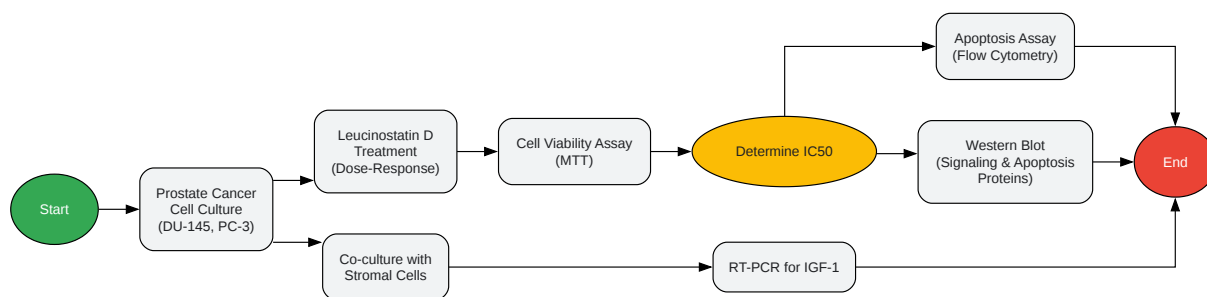 Start
Prostate Cancer
Cell Culture
(DU-145, PC-3)
Leucinostatin D
Treatment
(Dose-Response)
Cell Viability Assay
(MTT)
Determine IC50
Apoptosis Assay
(Flow Cytometry)
Western Blot
(Signaling & Apoptosis
Proteins)
Co-culture with
Stromal Cells
RT-PCR for IGF-1
End